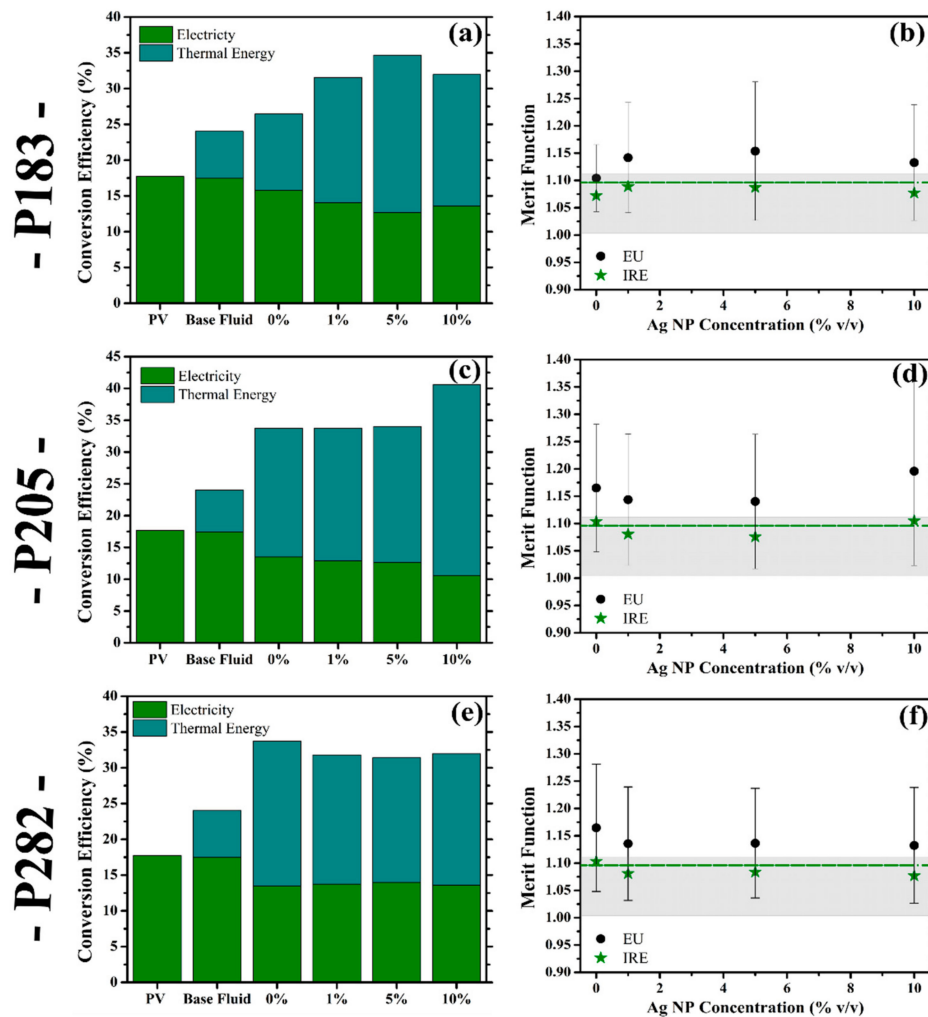 - P183 -
Conversion Efficiency (%)
40
35
30
25
20
15
10
5
0
Electricity
Thermal Energy
(a)
PV Base Fluid 0% 1% 5% 10%
Merit Function
1.40
1.35
1.30
1.25
1.20
1.15
1.10
1.05
1.00
0.95
0.90
(b)
EU
IRE
0 2 4 6 8 10
Ag NP Concentration (% v/v)
- P205 -
Conversion Efficiency (%)
45
40
35
30
25
20
15
10
5
0
Electricity
Thermal Energy
(c)
PV Base Fluid 0% 1% 5% 10%
Merit Function
1.40
1.35
1.30
1.25
1.20
1.15
1.10
1.05
1.00
0.95
0.90
(d)
EU
IRE
0 2 4 6 8 10
Ag NP Concentration (% v/v)
- P282 -
Conversion Efficiency (%)
40
35
30
25
20
15
10
5
0
Electricity
Thermal Energy
(e)
PV Base Fluid 0% 1% 5% 10%
Merit Function
1.40
1.35
1.30
1.25
1.20
1.15
1.10
1.05
1.00
0.95
0.90
(f)
EU
IRE
0 2 4 6 8 10
Ag NP Concentration (% v/v)